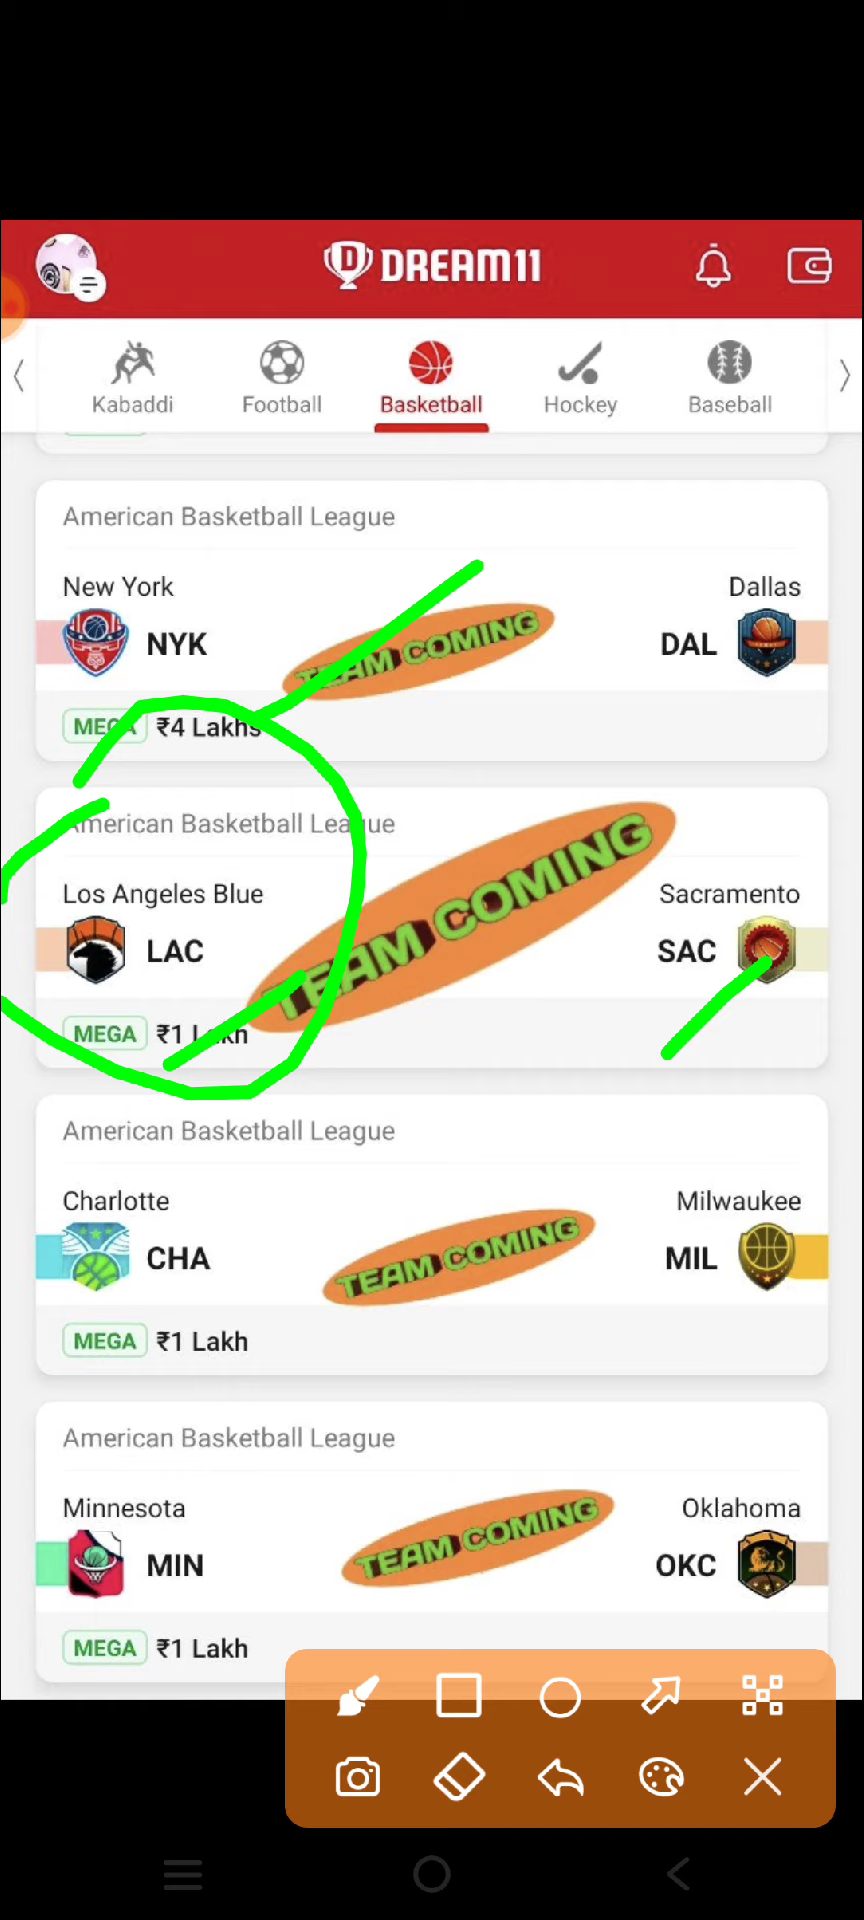 DREAM11
Kabaddi
Football
Basketball
Hockey
Baseball
American Basketball League
New York
Dallas
NYK
TEAM COMING
DAL
MEGA ₹4 Lakhs
American Basketball League
Los Angeles Blue
Sacramento
LAC
TEAM COMING
SAC
MEGA ₹1 Lakh
American Basketball League
Charlotte
Milwaukee
CHA
TEAM COMING
MIL
MEGA ₹1 Lakh
American Basketball League
Minnesota
Oklahoma
MIN
TEAM COMING
OKC
MEGA ₹1 Lakh